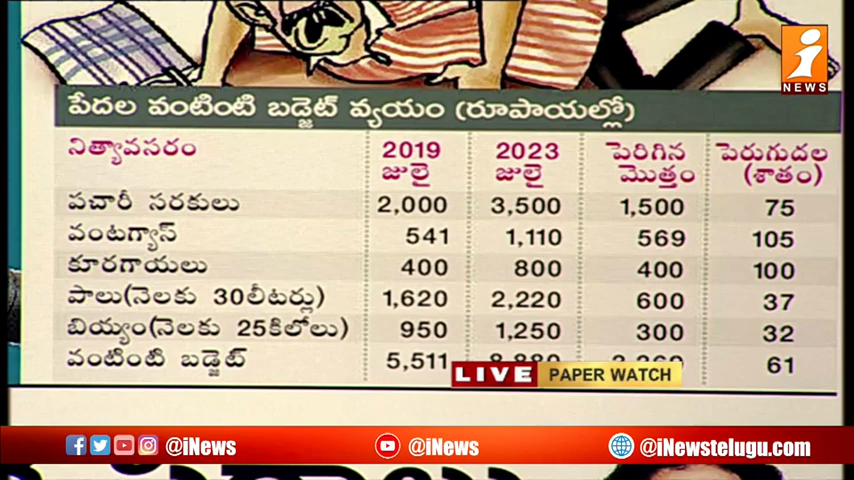 i
NEWS
పేదల వంటింటి బడ్జెట్ వ్యయం (రూపాయల్లో)
నిత్యావసరం 2019 జులై 2023 జులై పెరిగిన మొత్తం పెరుగుదల (శాతం)
పచారీ సరకులు 2,000 3,500 1,500 75
వంటగ్యాస్ 541 1,110 569 105
కూరగాయలు 400 800 400 100
పాలు(నెలకు 30లీటర్లు) 1,620 2,220 600 37
బియ్యం(నెలకు 25కిలోలు) 950 1,250 300 32
వంటింటి బడ్జెట్ 5,511 61
LIVE PAPER WATCH
@iNews @iNews @iNewstelugu.com